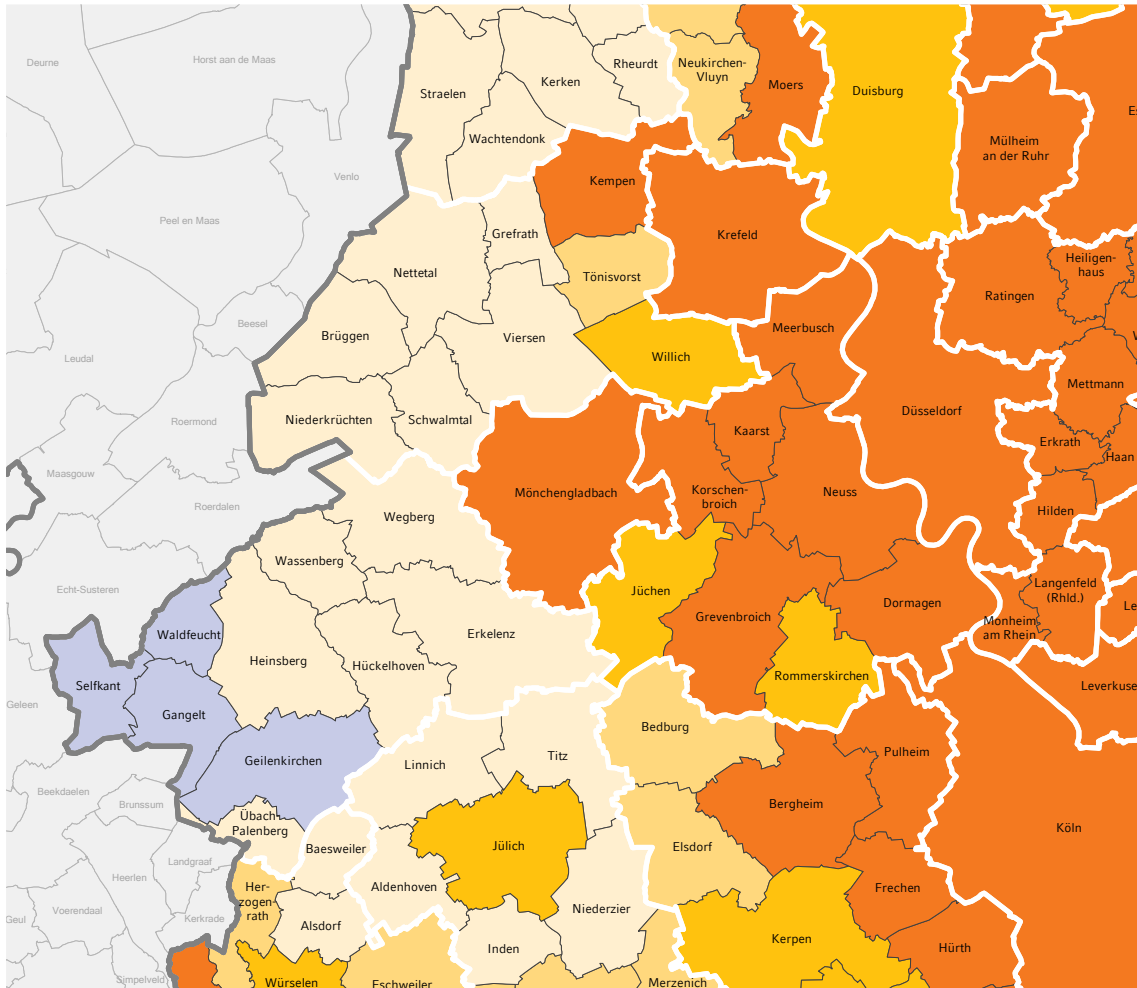 Horst aan de Maas
Deurne
Rheurdt
Neukirchen-
Vluyn
Kerken
Moers
Straelen
Duisburg
Wachtendonk
Mülheim
an der Ruhr
Venlo
Kempen
Peel en Maas
Grefrath
Krefeld
Nettetal
Tönisvorst
Heiligen-
haus
Ratingen
Beesel
Meerbusch
Brüggen
Viersen
Leudal
Willich
Mettmann
Düsseldorf
Roermond
Niederkrüchten
Schwalmtal
Kaarst
Erkrath
Haan
Maasgouw
Mönchengladbach
Korschen-
broich
Neuss
Roerdalen
Hilden
Wegberg
Wassenberg
Echt-Susteren
Jüchen
Langenfeld
(Rhld.)
Le
Dormagen
Grevenbroich
Monheim
am Rhein
Waldfeucht
Erkelenz
Heinsberg
Hückelhoven
Rommerskirchen
Selfkant
Leverkuse
Geleen
Gangelt
Bedburg
Pulheim
Titz
Geilenkirchen
Linnich
Beekdaelen
Brunssum
Bergheim
Übach-
Palenberg
Köln
Jülich
Elsdorf
Baesweiler
Landgraaf
Heerlen
Her-
zogen-
rath
Aldenhoven
Frechen
Voerendaal
Niederzier
Geul
Kerkrade
Alsdorf
Kerpen
Inden
Hürth
Simpelveld
Würselen
Eschweiler
Merzenich